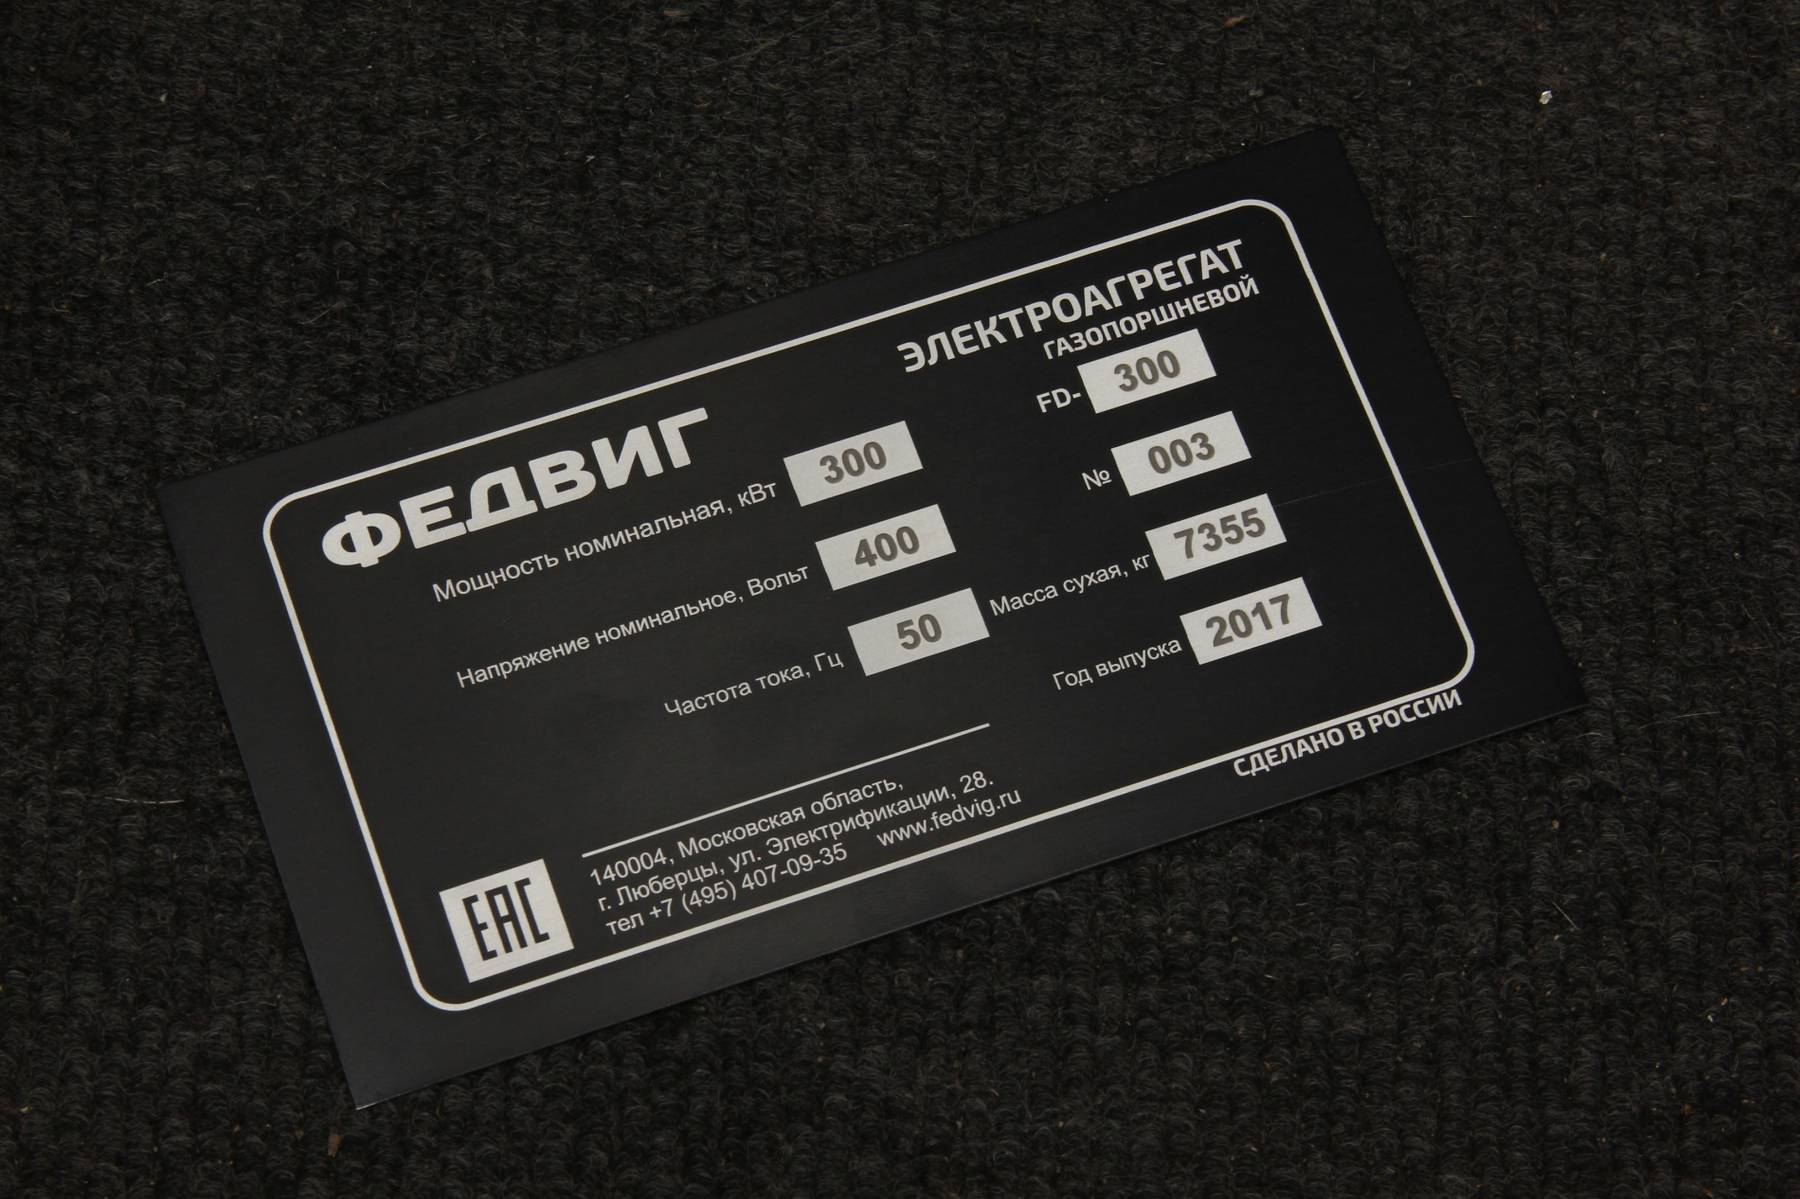 ФЕДВИГ
ЭЛЕКТРОАГРЕГАТ
ГАЗОПОРШНЕВОЙ
FD- 300
Мощность номинальная, кВт 300
№ 003
Напряжение номинальное, Вольт 400
Масса сухая, кг 7355
Частота тока, Гц 50
Год выпуска 2017
EAC
140004, Московская область,
г. Люберцы, ул. Электрификации, 28.
тел +7 (495) 407-09-35 www.fedvig.ru
СДЕЛАНО В РОССИИ